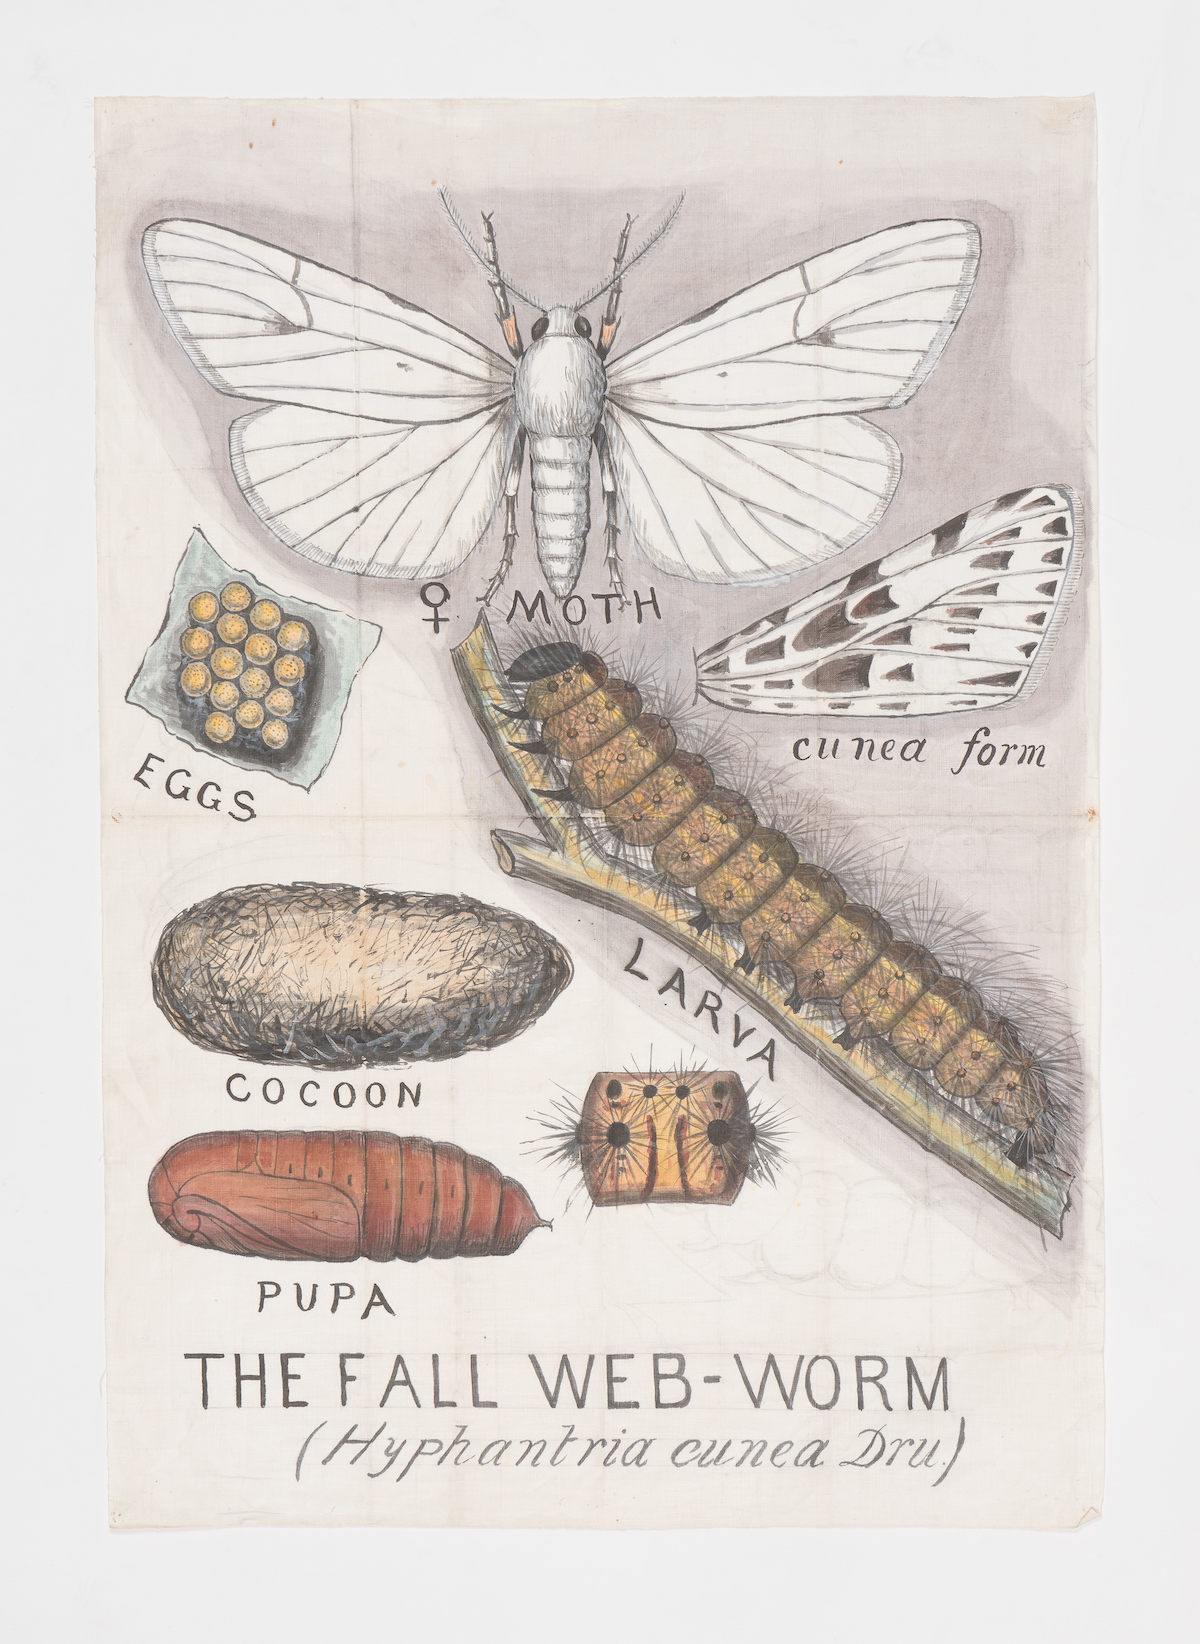 ♀ MOTH
cunea form
EGGS
LARVA
COCOON
PUPA
THE FALL WEB-WORM
(Hyphantria cunea Dru.)